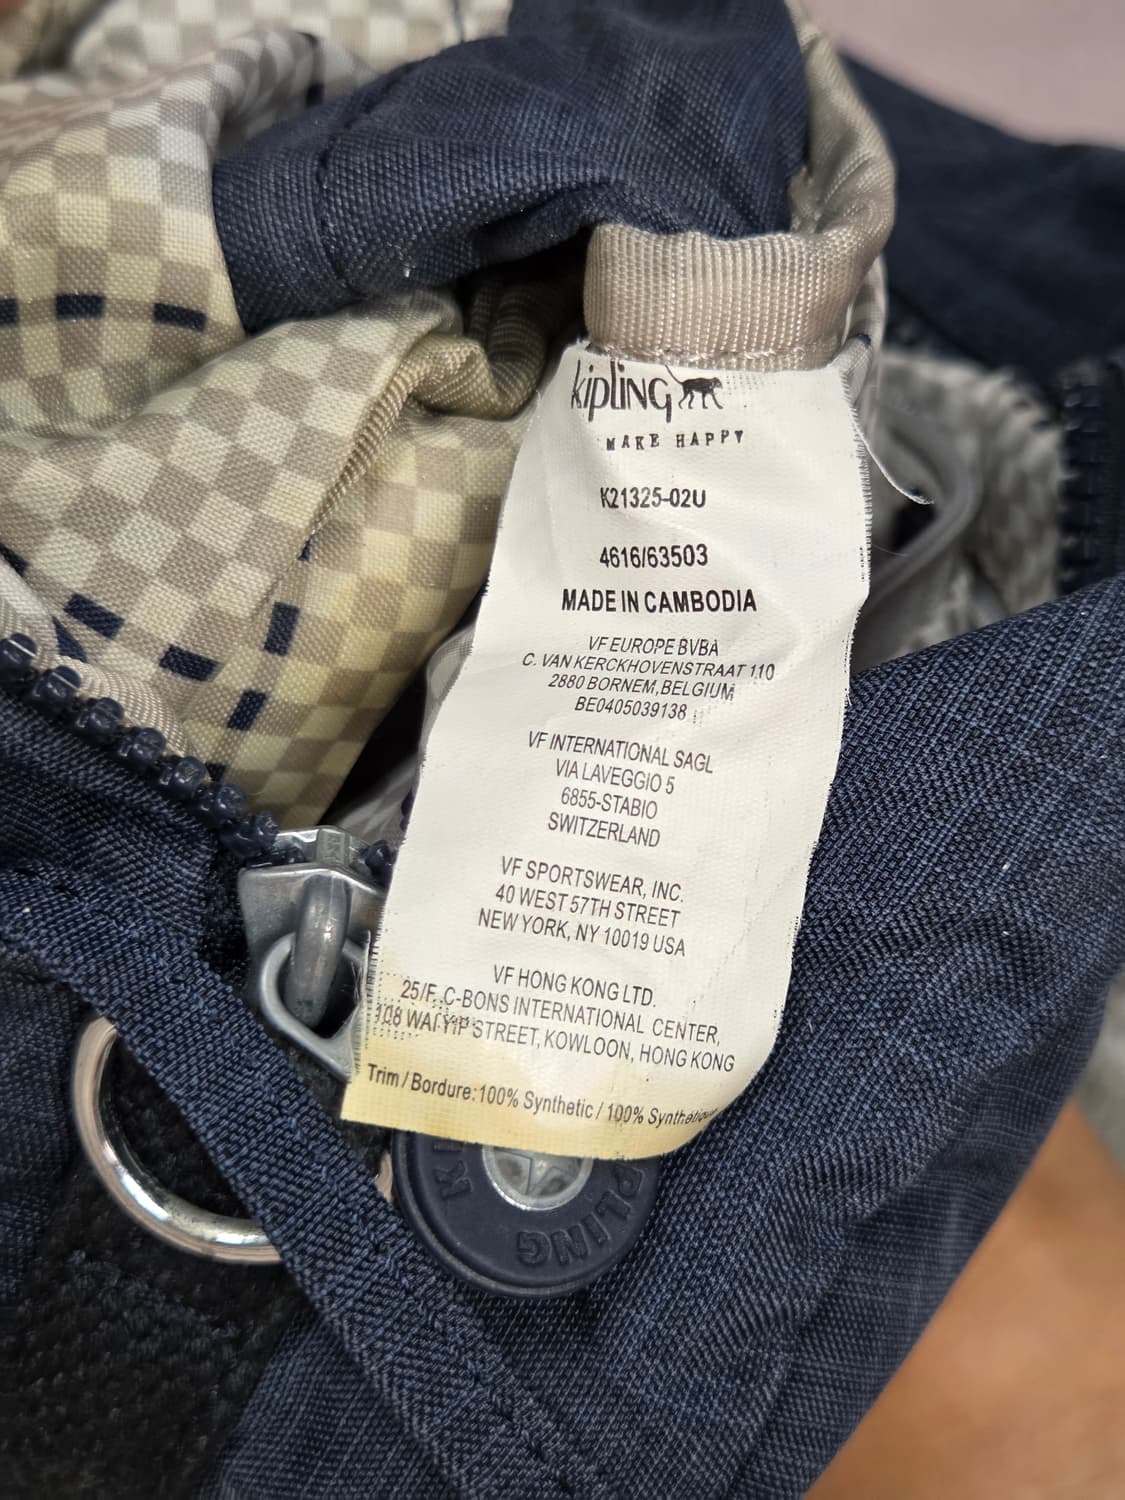 kipling
MAKE HAPPY
K21325-02U
4616/63503
MADE IN CAMBODIA
VF EUROPE BVBA
C. VAN KERCKHOVENSTRAAT 110
2880 BORNEM, BELGIUM
BE0405039138
VF INTERNATIONAL SAGL
VIA LAVEGGIO 5
6855-STABIO
SWITZERLAND
VF SPORTSWEAR, INC.
40 WEST 57TH STREET
NEW YORK, NY 10019 USA
VF HONG KONG LTD.
25/F, C-BONS INTERNATIONAL CENTER,
108 WAI YIP STREET, KOWLOON, HONG KONG
Trim / Bordure: 100% Synthetic / 100% Synthétique
KI PLING